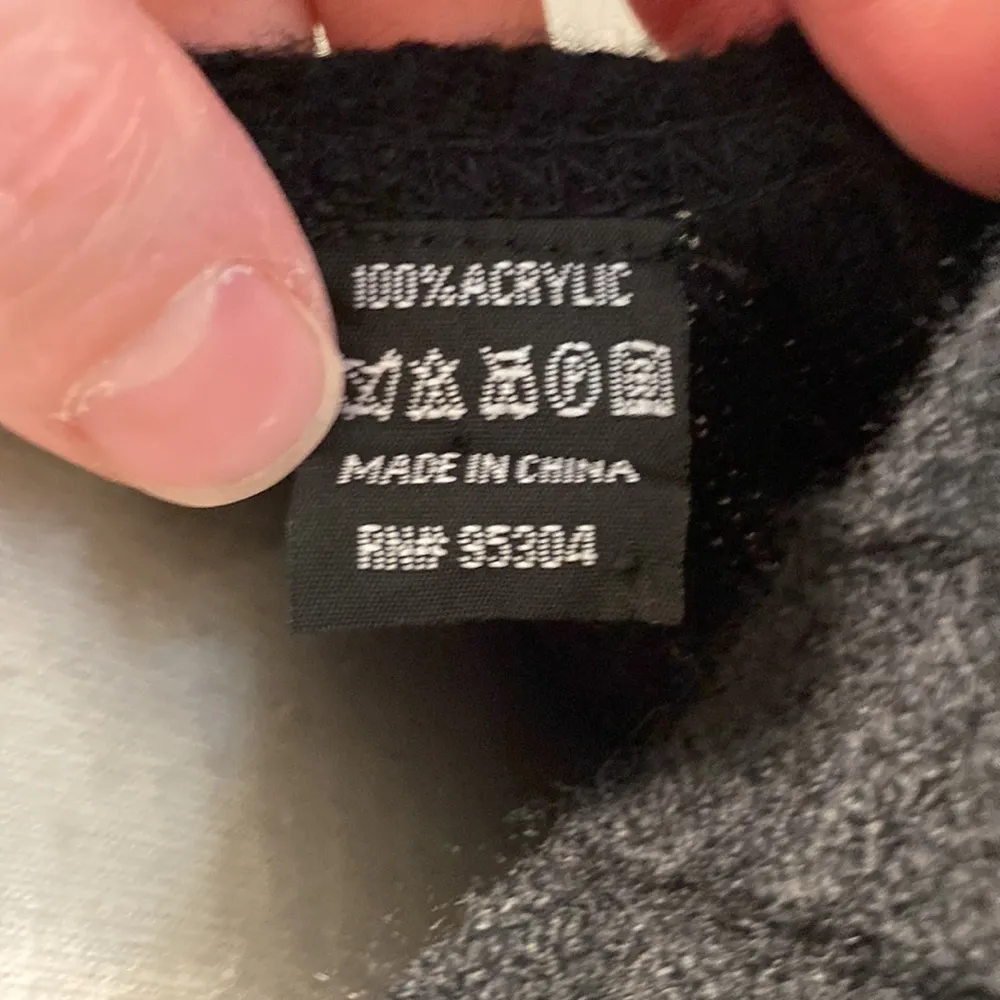 100% ACRYLIC
MADE IN CHINA
RN# 95304